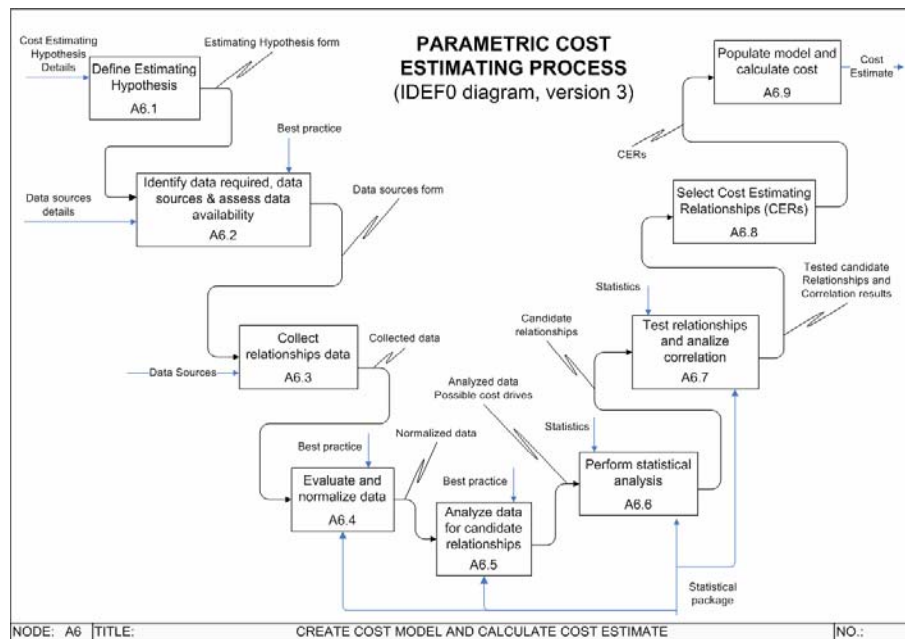 PARAMETRIC COST
ESTIMATING PROCESS
(IDEF0 diagram, version 3)
Cost Estimating
Hypothesis
Details
Define Estimating
Hypothesis
A6.1
Estimating Hypothesis form
Best practice
Data sources
details
Identify data required, data
sources & assess data
availability
A6.2
Data sources form
Data Sources
Collect
relationships data
A6.3
Collected data
Best practice
Evaluate and
normalize data
A6.4
Normalized data
Best practice
Analyze data
for candidate
relationships
A6.5
Analyzed data
Possible cost drives
Statistics
Perform statistical
analysis
A6.6
Candidate
relationships
Statistics
Test relationships
and analize
correlation
A6.7
Tested candidate
Relationships and
Correlation results
Select Cost Estimating
Relationships (CERs)
A6.8
CERs
Populate model and
calculate cost
A6.9
Cost
Estimate
Statistical
package
NODE: A6 TITLE: CREATE COST MODEL AND CALCULATE COST ESTIMATE NO.: